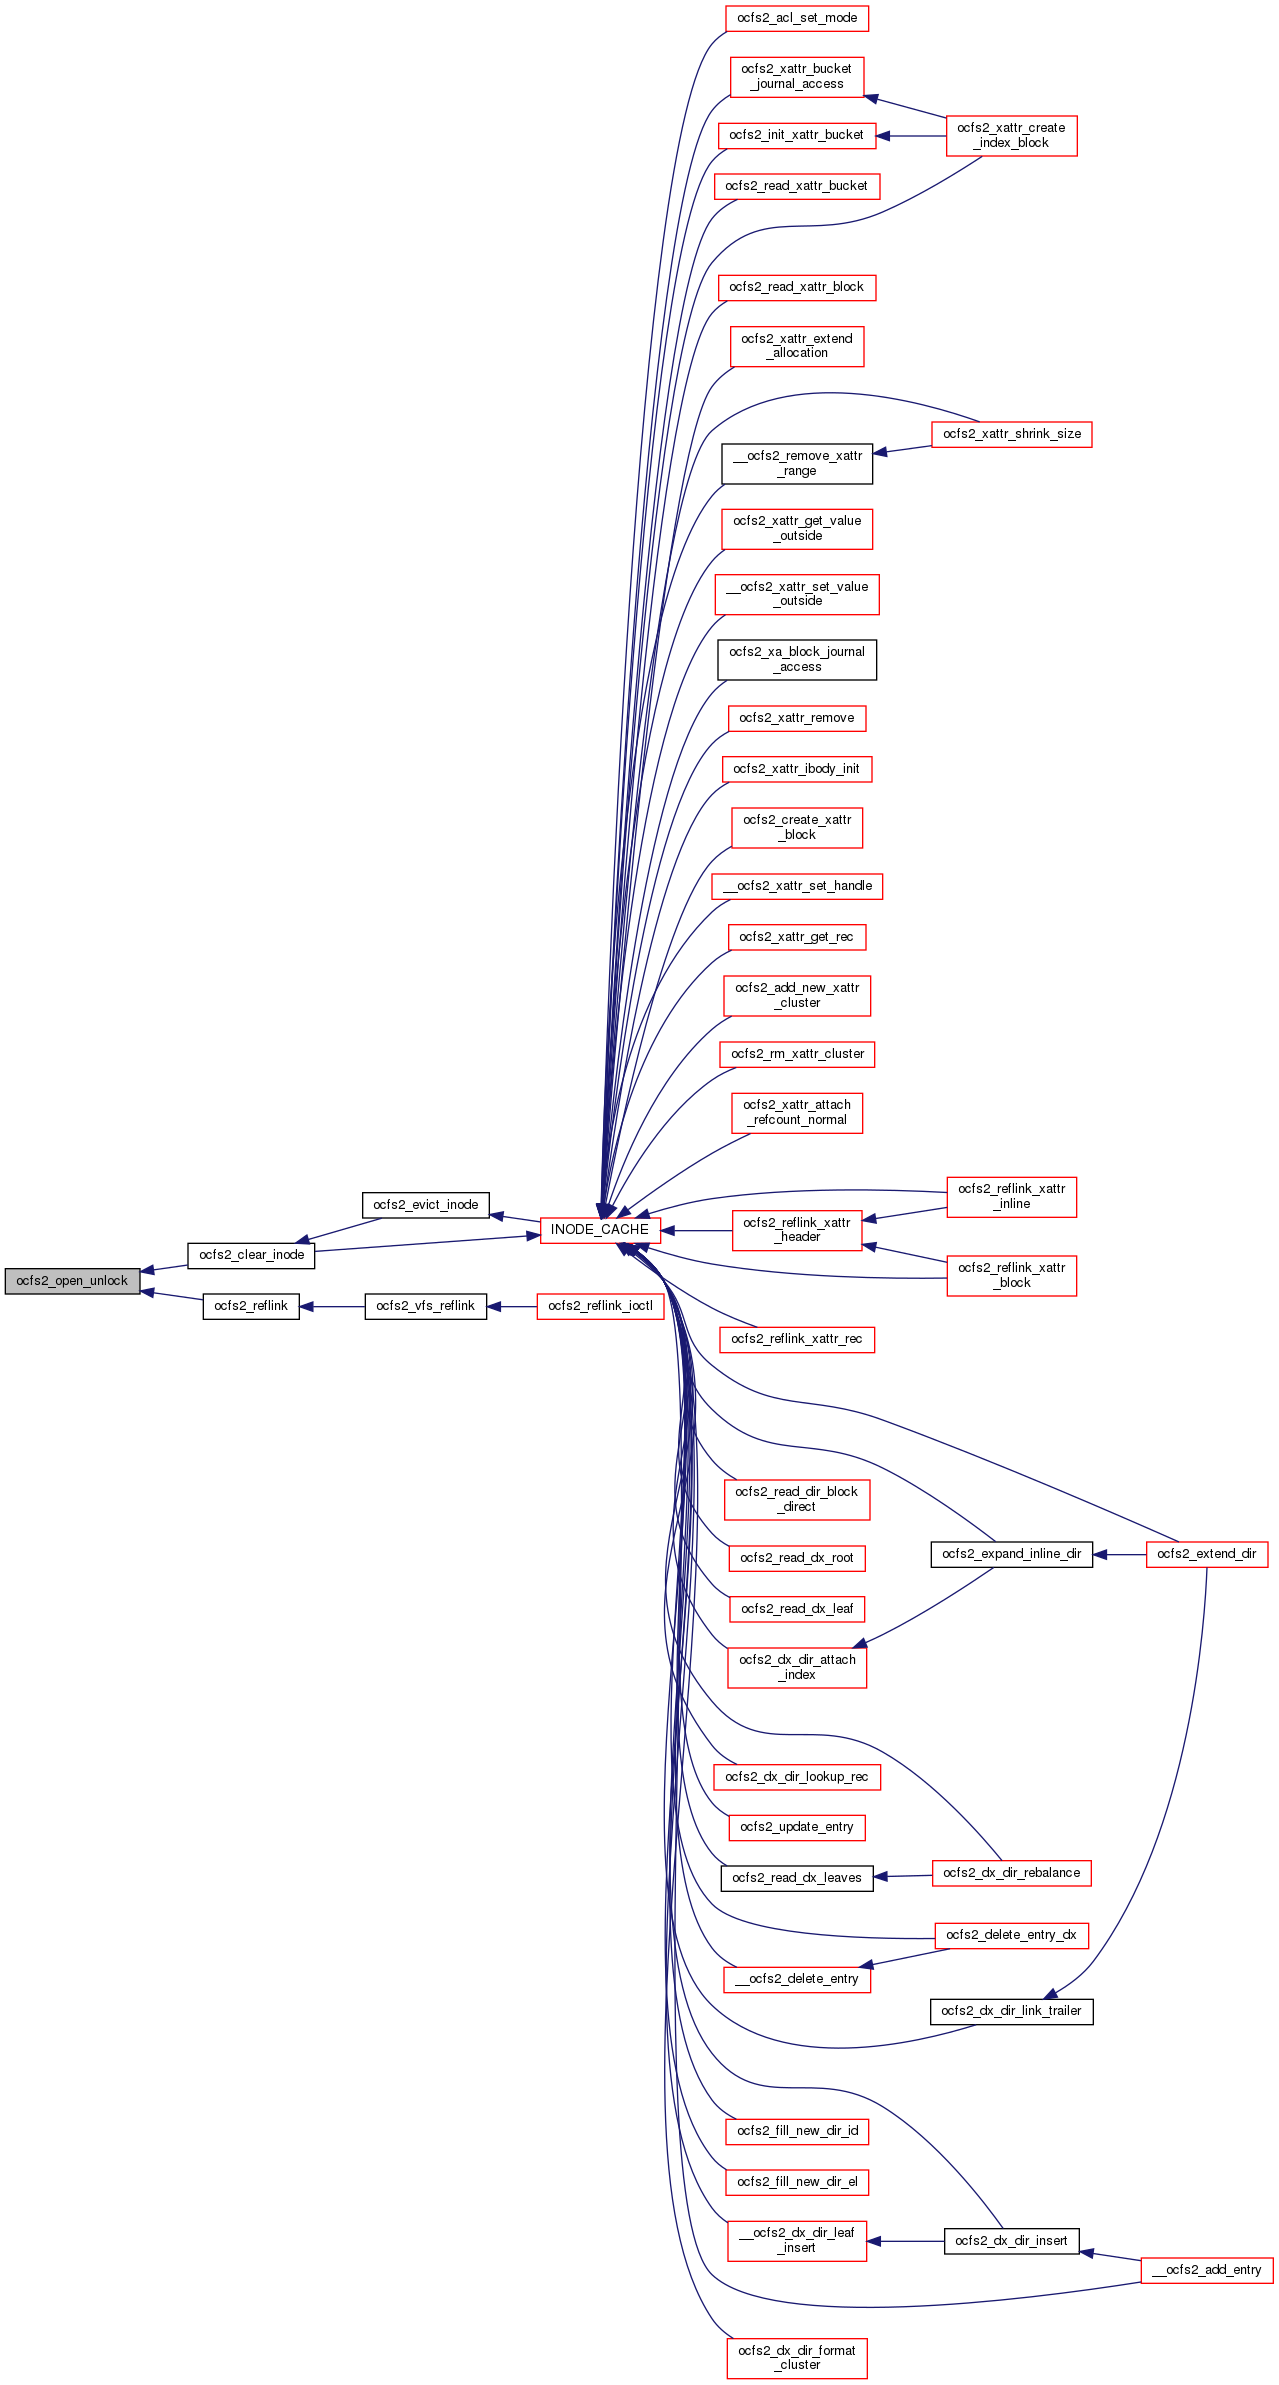 ocfs2_acl_set_mode
ocfs2_xattr_bucket
_journal_access
ocfs2_xattr_create
_index_block
ocfs2_init_xattr_bucket
ocfs2_read_xattr_bucket
ocfs2_read_xattr_block
ocfs2_xattr_extend
_allocation
ocfs2_xattr_shrink_size
__ocfs2_remove_xattr
_range
ocfs2_xattr_get_value
_outside
__ocfs2_xattr_set_value
_outside
ocfs2_xa_block_journal
_access
ocfs2_xattr_remove
ocfs2_xattr_ibody_init
ocfs2_create_xattr
_block
__ocfs2_xattr_set_handle
ocfs2_xattr_get_rec
ocfs2_add_new_xattr
_cluster
ocfs2_rm_xattr_cluster
ocfs2_xattr_attach
_refcount_normal
ocfs2_reflink_xattr
_inline
ocfs2_evict_inode
INODE_CACHE
ocfs2_reflink_xattr
_header
ocfs2_clear_inode
ocfs2_open_unlock
ocfs2_reflink_xattr
_block
ocfs2_reflink
ocfs2_vfs_reflink
ocfs2_reflink_ioctl
ocfs2_reflink_xattr_rec
ocfs2_read_dir_block
_direct
ocfs2_read_dx_root
ocfs2_expand_inline_dir
ocfs2_extend_dir
ocfs2_read_dx_leaf
ocfs2_dx_dir_attach
_index
ocfs2_dx_dir_lookup_rec
ocfs2_update_entry
ocfs2_read_dx_leaves
ocfs2_dx_dir_rebalance
ocfs2_delete_entry_dx
__ocfs2_delete_entry
ocfs2_dx_dir_link_trailer
ocfs2_fill_new_dir_id
ocfs2_fill_new_dir_el
__ocfs2_dx_dir_leaf
_insert
ocfs2_dx_dir_insert
__ocfs2_add_entry
ocfs2_dx_dir_format
_cluster